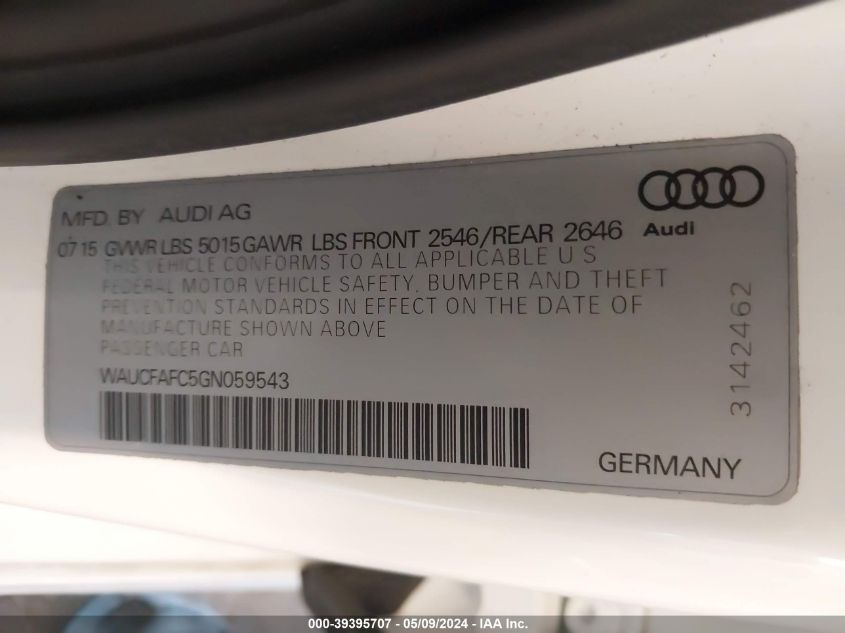 MFD. BY AUDI AG
07 15 GVWR LBS 5015 GAWR LBS FRONT 2546/REAR 2646
THIS VEHICLE CONFORMS TO ALL APPLICABLE U S
FEDERAL MOTOR VEHICLE SAFETY, BUMPER AND THEFT
PREVENTION STANDARDS IN EFFECT ON THE DATE OF
MANUFACTURE SHOWN ABOVE
PASSENGER CAR
WAUCFAFC5GN059543
Audi
3142462
GERMANY
000-39395707 - 05/09/2024 - IAA Inc.